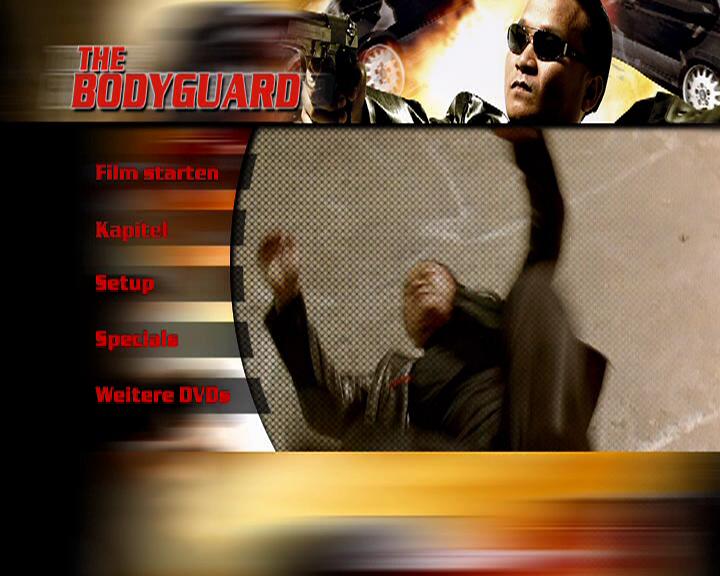 THE
BODYGUARD
Film starten
Kapitel
Setup
Specials
Weitere DVDs